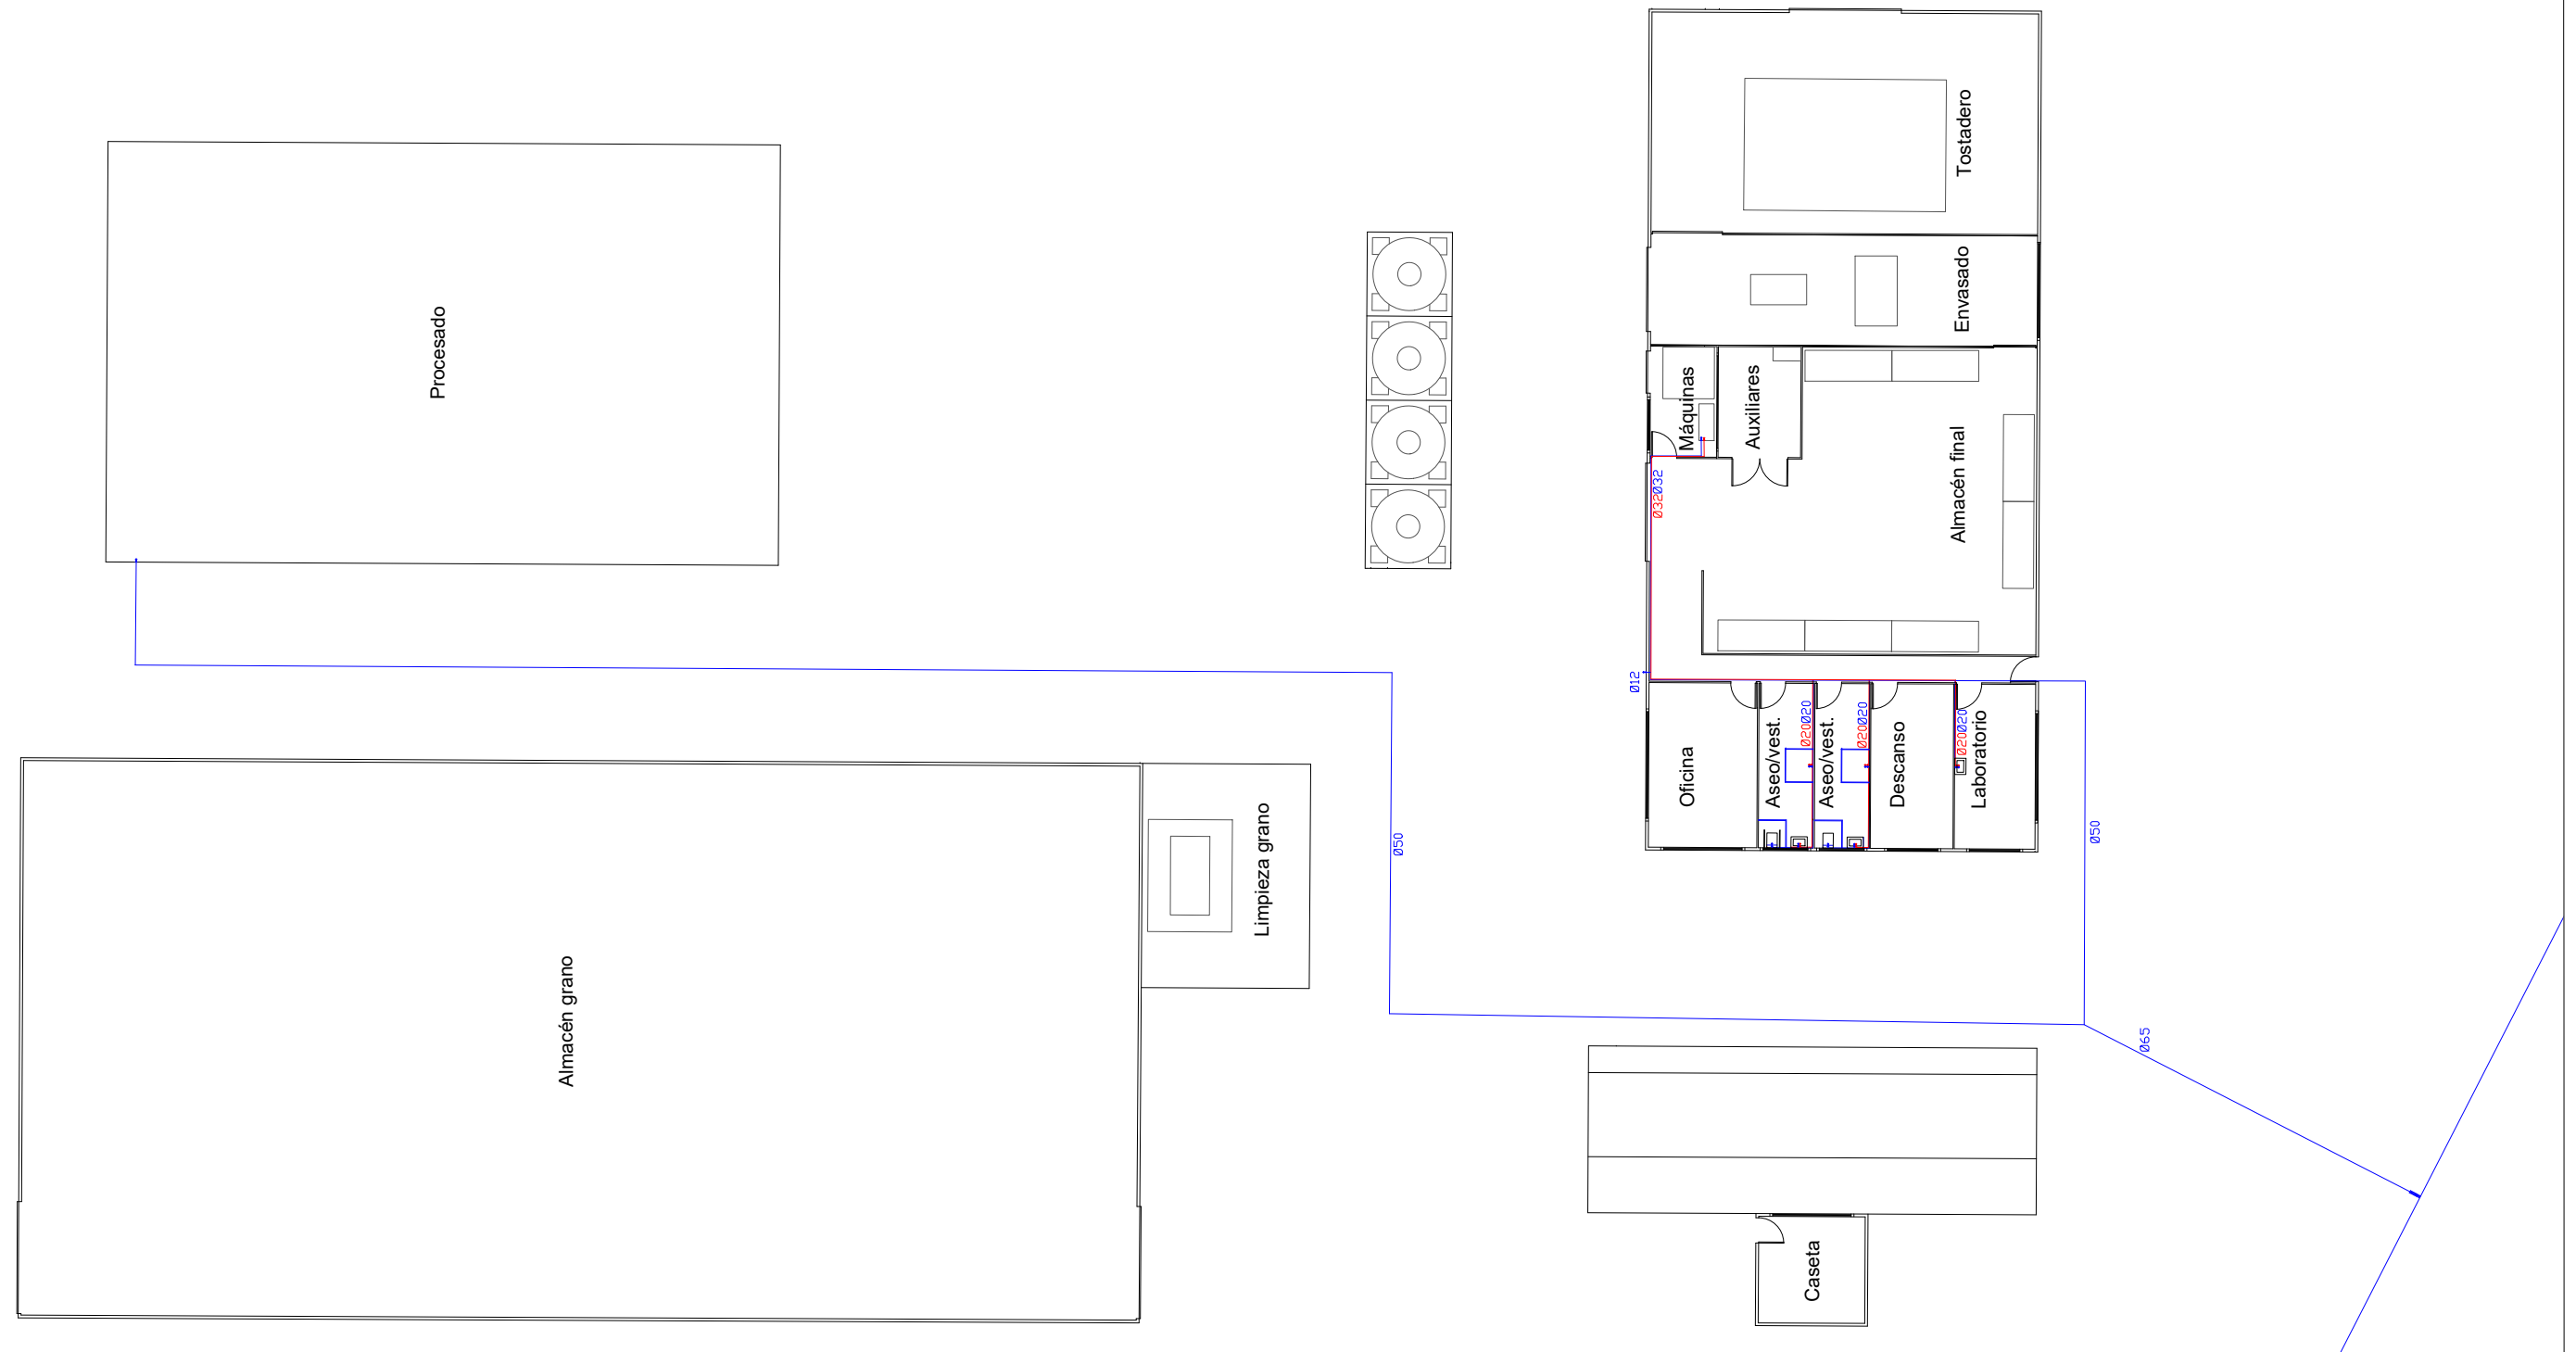 Procesado
Almacén grano
Limpieza grano
Ø50
Tostadero
Envasado
Máquinas
Auxiliares
Almacén final
Ø32Ø32
Ø12
Oficina
Aseo/vest.
Ø20Ø20
Aseo/vest.
Ø20Ø20
Descanso
Ø20Ø20
Laboratorio
Ø50
Ø65
Caseta